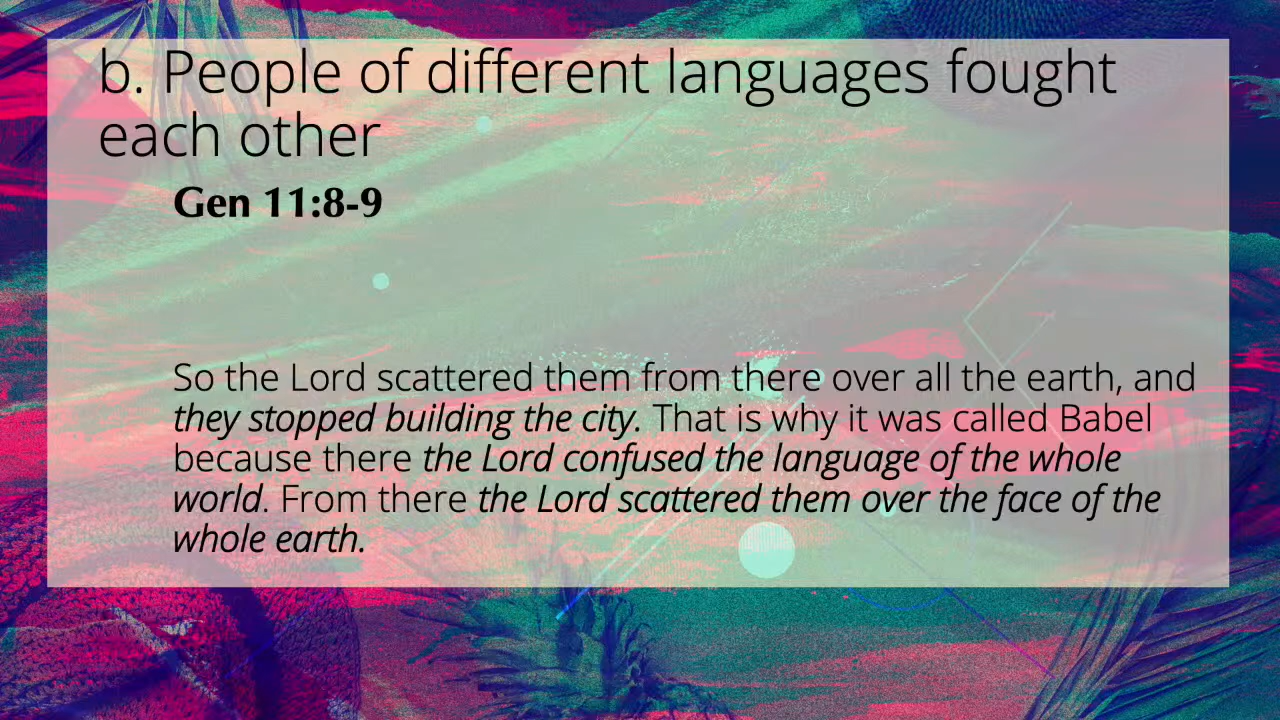 b. People of different languages fought
each other
Gen 11:8-9
So the Lord scattered them from there over all the earth, and
they stopped building the city. That is why it was called Babel
because there the Lord confused the language of the whole
world. From there the Lord scattered them over the face of the
whole earth.